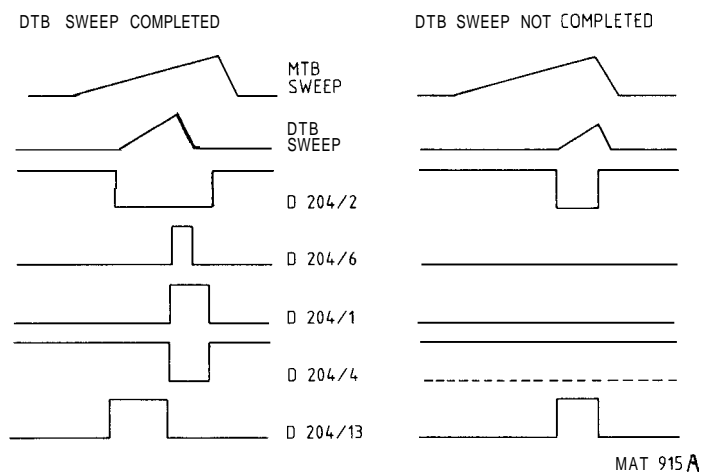 DTB SWEEP COMPLETED
DTB SWEEP NOT COMPLETED
MTB
SWEEP
DTB
SWEEP
D 204/2
D 204/6
D 204/1
D 204/4
D 204/13
MAT 915 A